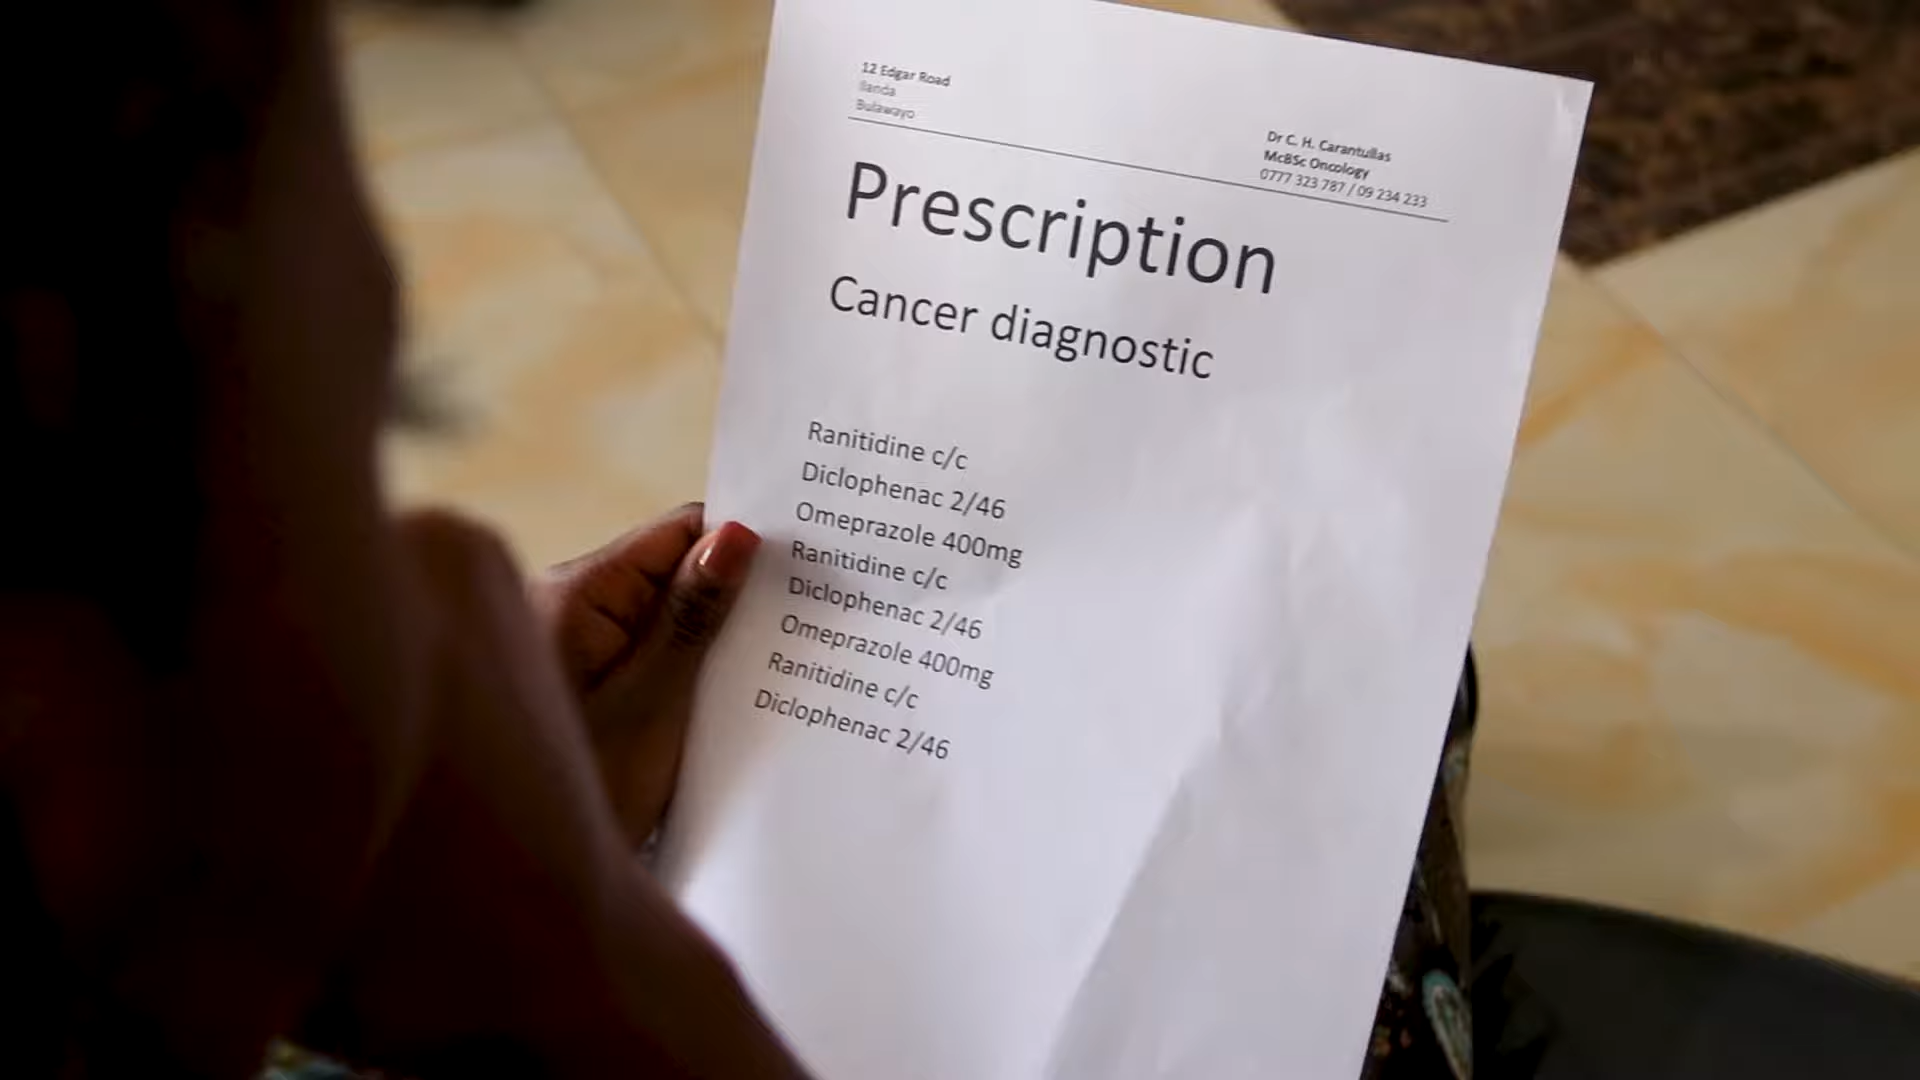 12 Edgar Road
Ilanda
Bulawayo
Dr C. H. Carantullas
McBSc Oncology
0777 323 787 / 09 234 233
Prescription
Cancer diagnostic
Ranitidine c/c
Diclophenac 2/46
Omeprazole 400mg
Ranitidine c/c
Diclophenac 2/46
Omeprazole 400mg
Ranitidine c/c
Diclophenac 2/46